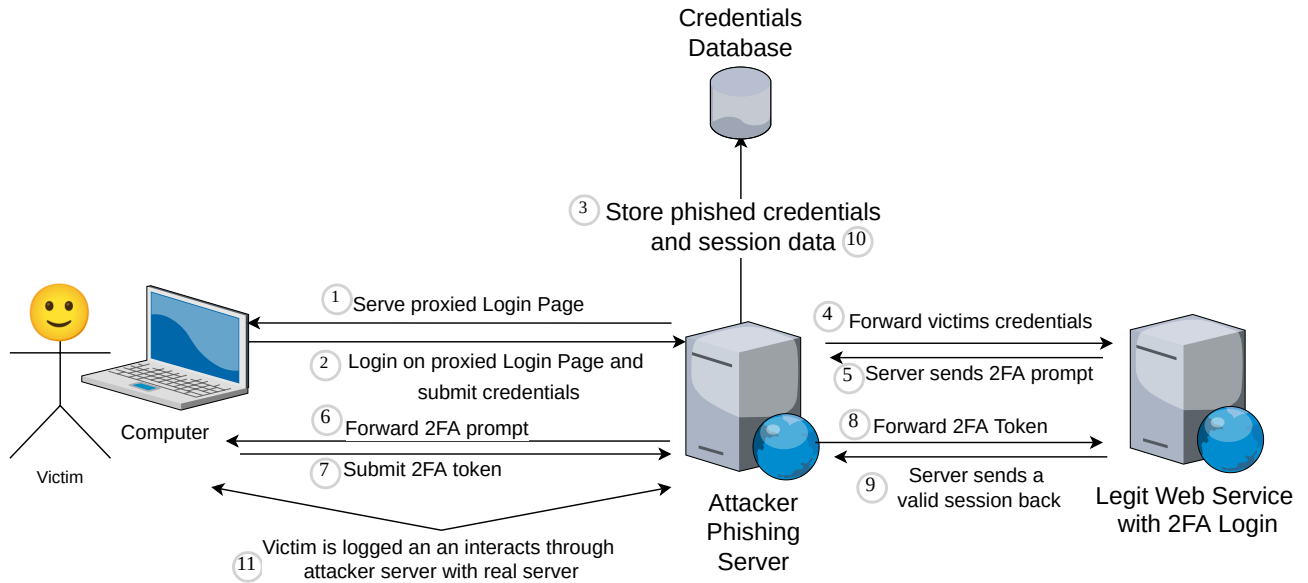 Credentials
Database
3 Store phished credentials
and session data 10
1 Serve proxied Login Page
2 Login on proxied Login Page and
submit credentials
4 Forward victims credentials
5 Server sends 2FA prompt
6 Forward 2FA prompt
7 Submit 2FA token
8 Forward 2FA Token
9 Server sends a
valid session back
Computer
Victim
Attacker
Phishing
Server
Legit Web Service
with 2FA Login
11 Victim is logged an an interacts through
attacker server with real server